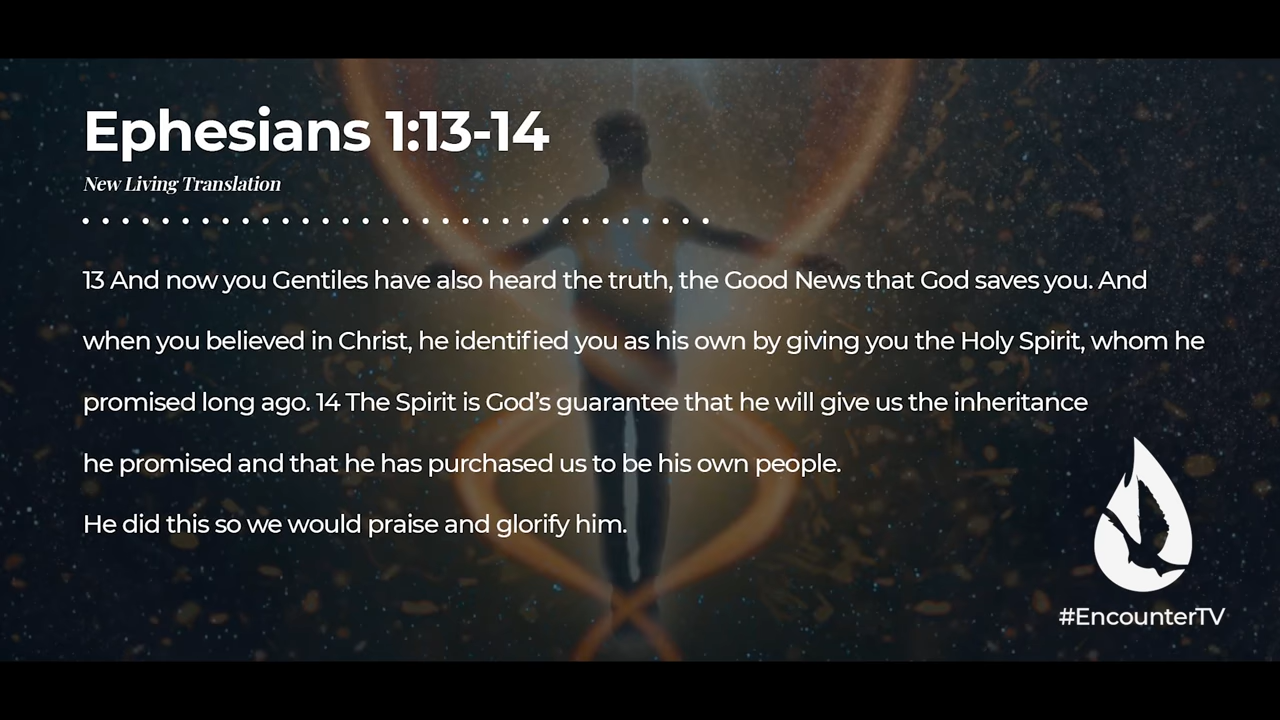 Ephesians 1:13-14
New Living Translation
13 And now you Gentiles have also heard the truth, the Good News that God saves you. And
when you believed in Christ, he identified you as his own by giving you the Holy Spirit, whom he
promised long ago. 14 The Spirit is God’s guarantee that he will give us the inheritance
he promised and that he has purchased us to be his own people.
He did this so we would praise and glorify him.
#EncounterTV